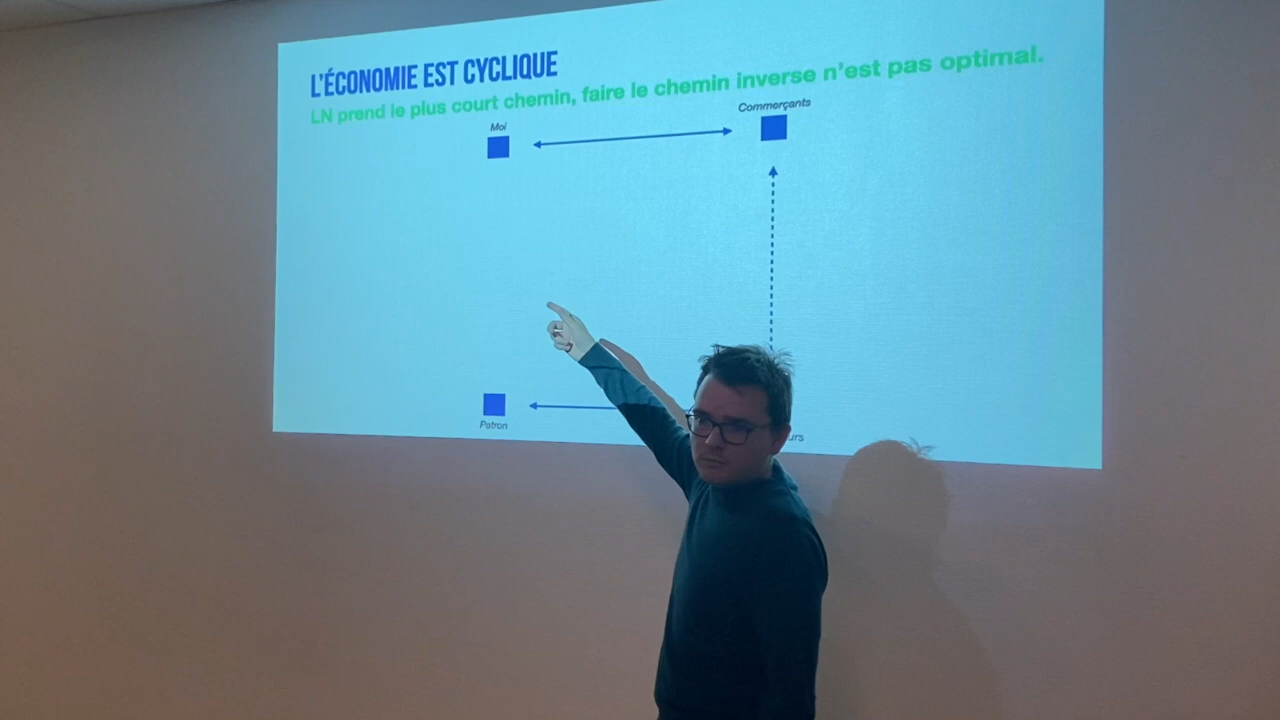 L'ÉCONOMIE EST CYCLIQUE
LN prend le plus court chemin, faire le chemin inverse n'est pas optimal.
Moi
Commerçants
Patron